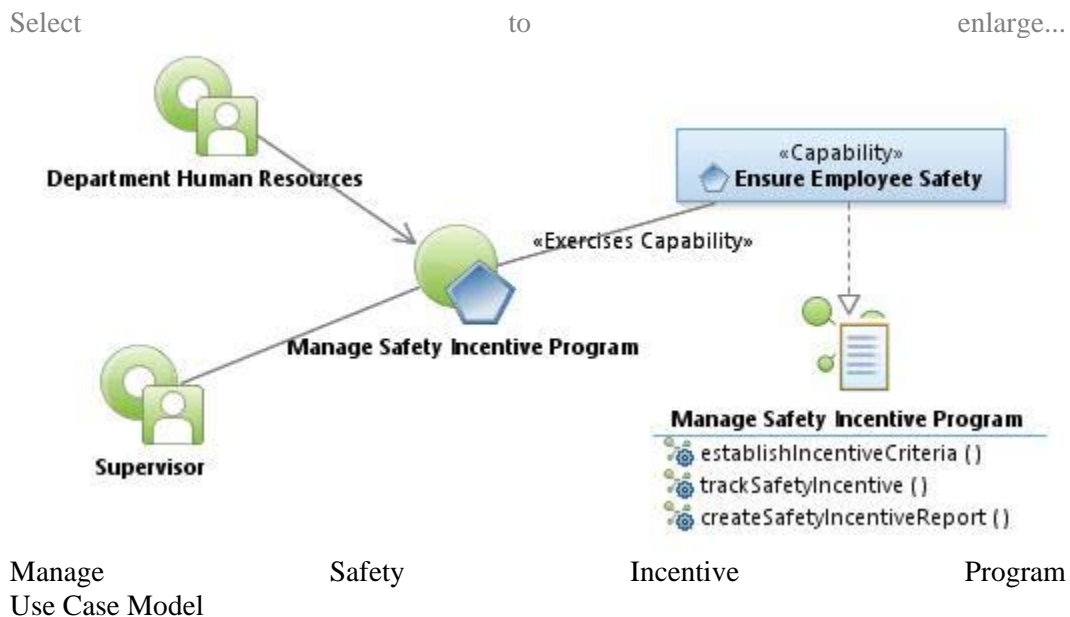 Select to enlarge...
Department Human Resources
«Capability»
Ensure Employee Safety
«Exercises Capability»
Manage Safety Incentive Program
Supervisor
Manage Safety Incentive Program
establishIncentiveCriteria ()
trackSafetyIncentive ()
createSafetyIncentiveReport ()
Manage Safety Incentive Program
Use Case Model